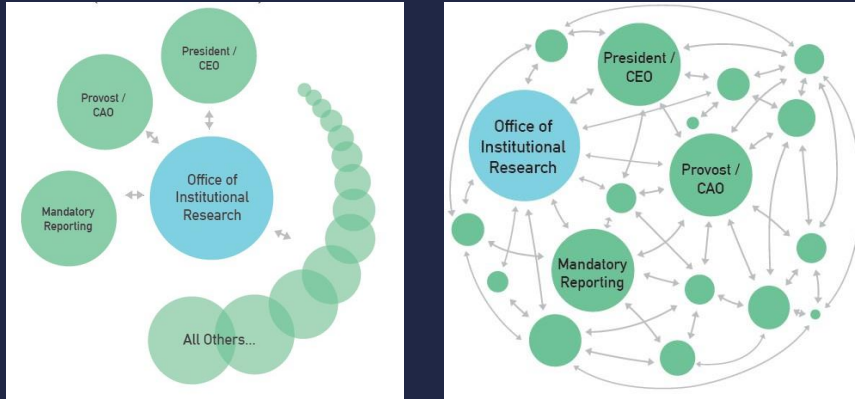 President /
CEO
Provost /
CAO
Office of
Institutional
Research
Mandatory
Reporting
All Others...
President /
CEO
Office of
Institutional
Research
Provost /
CAO
Mandatory
Reporting